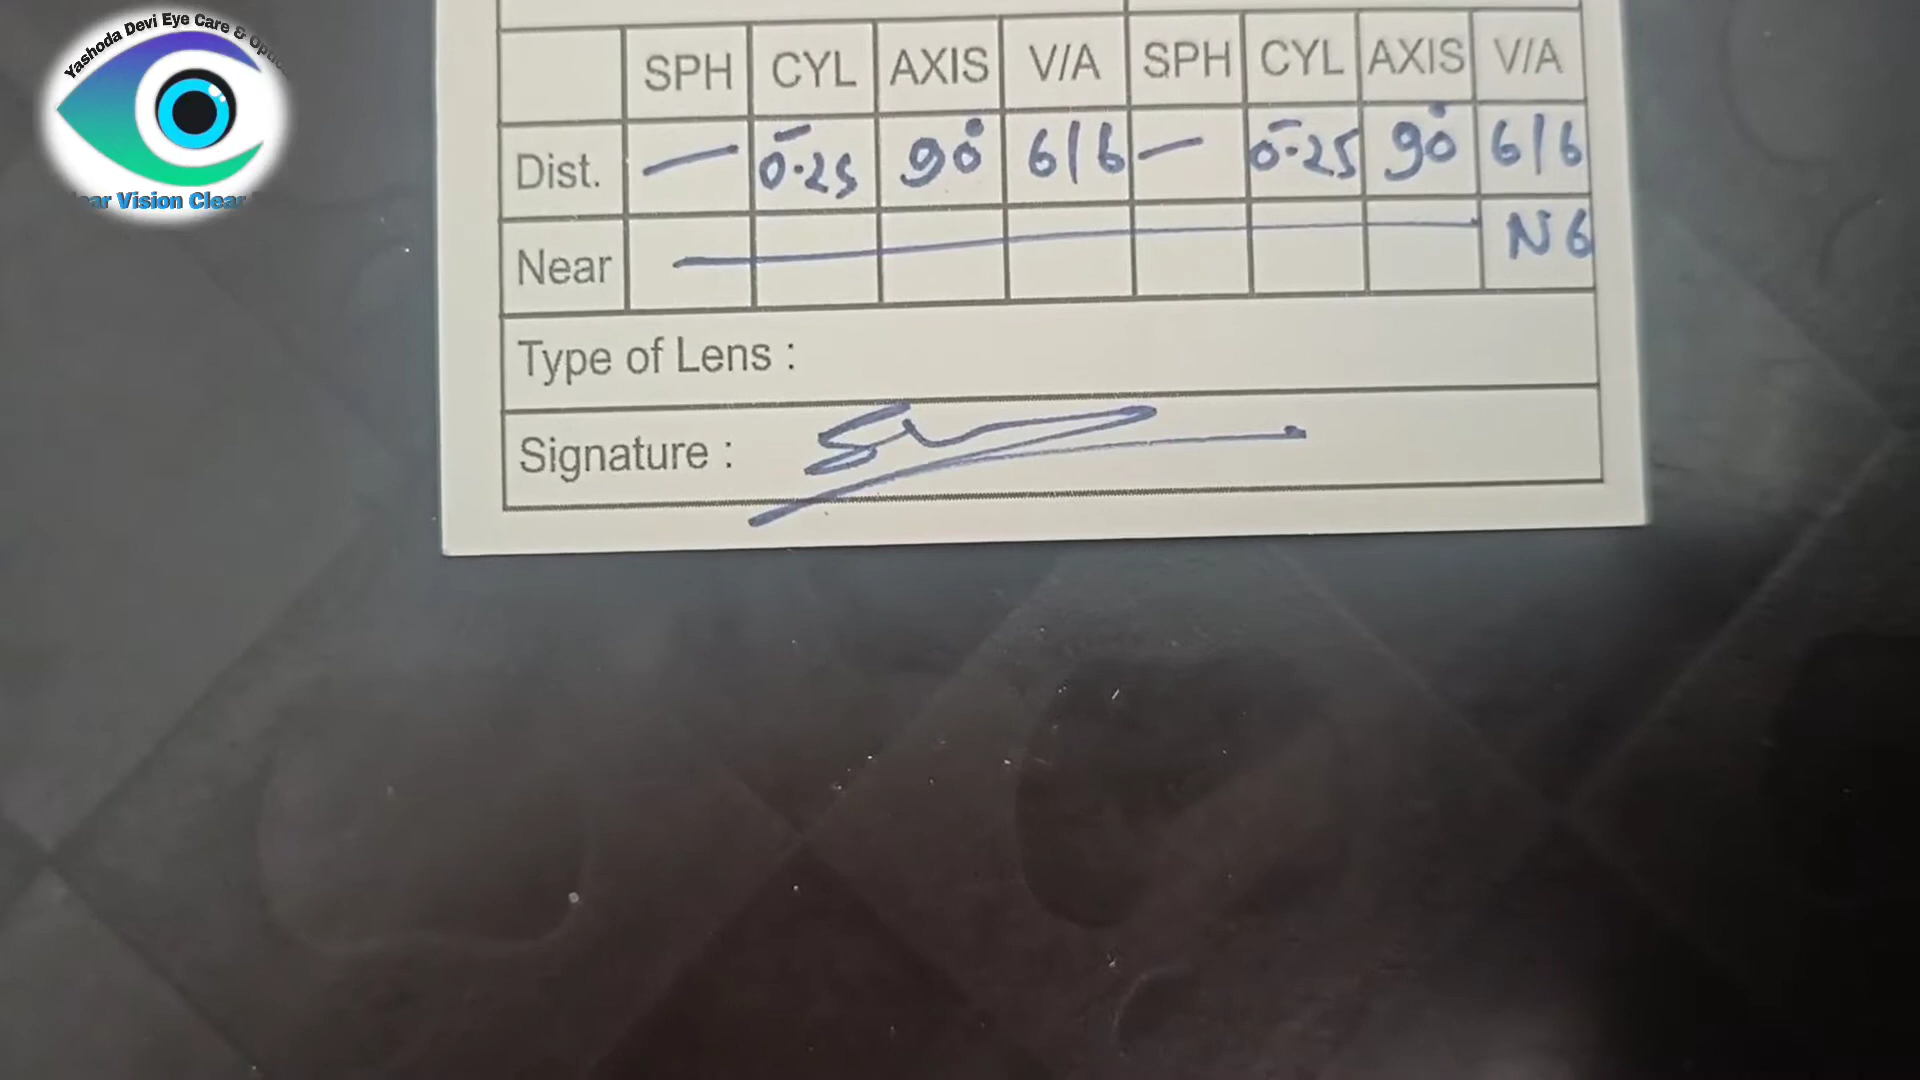 Yashoda Devi Eye Care &
Vision Clear
SPH CYL AXIS V/A SPH CYL AXIS V/A
Dist. — -0.25 90° 6/6 — -0.25 90° 6/6
Near — N6
Type of Lens :
Signature :